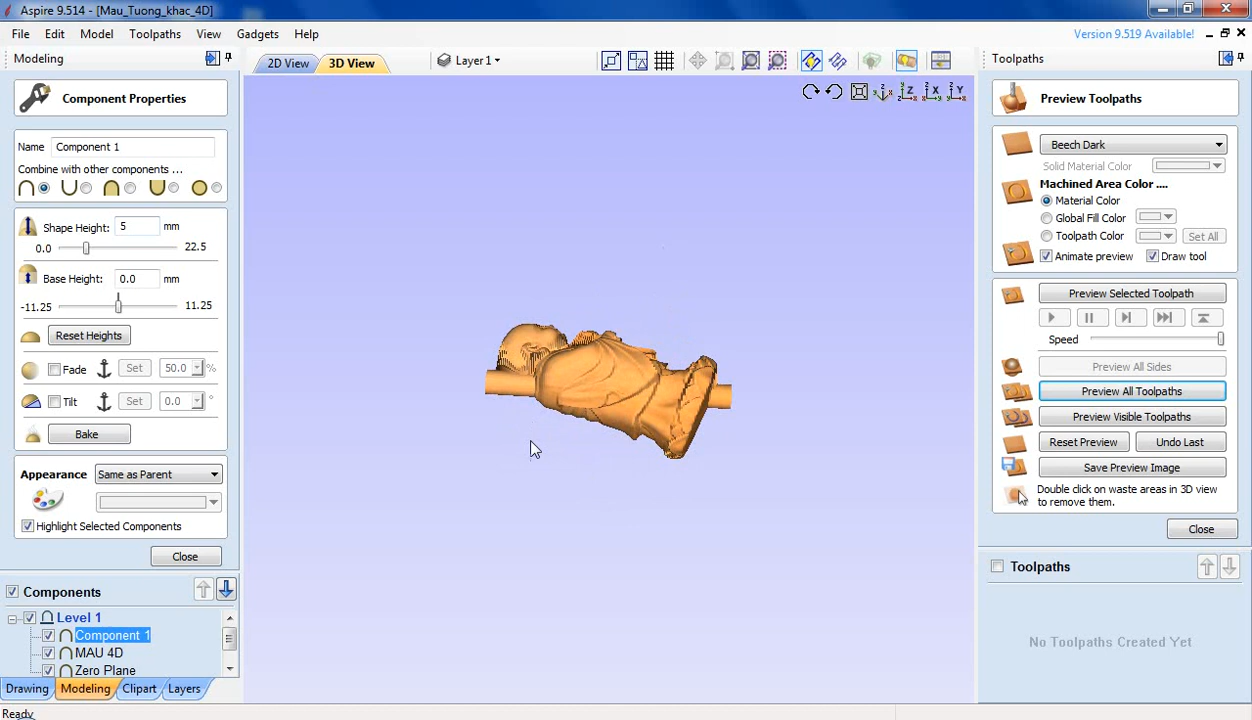 Aspire 9.514 - [Mau_Tuong_khac_4D]
File Edit Model Toolpaths View Gadgets Help
Version 9.519 Available!
Modeling
2D View 3D View Layer 1
Toolpaths
Component Properties
Preview Toolpaths
Name Component 1
Combine with other components ...
Beech Dark
Solid Material Color
Machined Area Color ....
Material Color
Global Fill Color
Toolpath Color Set All
Animate preview Draw tool
Shape Height: 5 mm
0.0 22.5
Base Height: 0.0 mm
-11.25 11.25
Reset Heights
Fade Set 50.0 %
Tilt Set 0.0 °
Bake
Appearance Same as Parent
Highlight Selected Components
Close
Preview Selected Toolpath
Speed
Preview All Sides
Preview All Toolpaths
Preview Visible Toolpaths
Reset Preview Undo Last
Save Preview Image
Double click on waste areas in 3D view
to remove them.
Close
Components
Level 1
Component 1
MAU 4D
Zero Plane
Drawing Modeling Clipart Layers
Toolpaths
No Toolpaths Created Yet
Ready